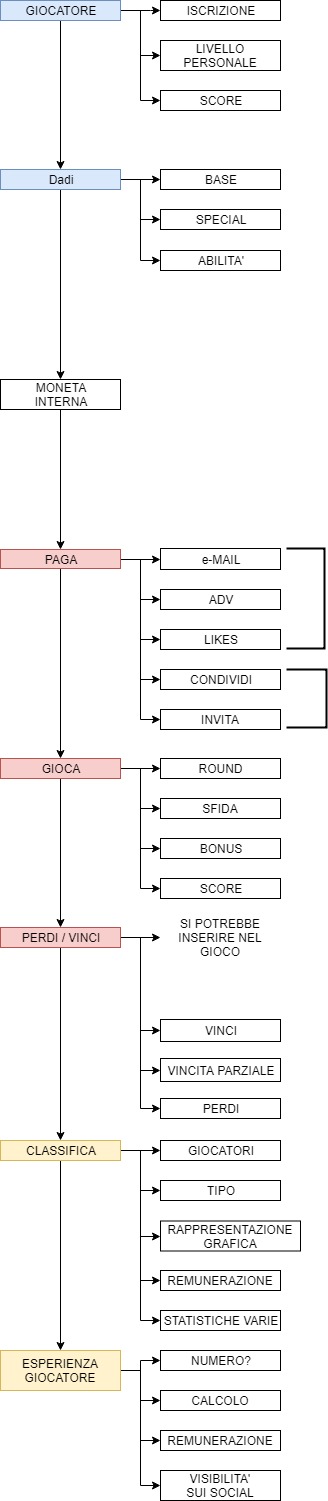 GIOCATORE
ISCRIZIONE
LIVELLO
PERSONALE
SCORE
Dadi
BASE
SPECIAL
ABILITA'
MONETA
INTERNA
PAGA
e-MAIL
ADV
LIKES
CONDIVIDI
INVITA
GIOCA
ROUND
SFIDA
BONUS
SCORE
PERDI / VINCI
SI POTREBBE
INSERIRE NEL
GIOCO
VINCI
VINCITA PARZIALE
PERDI
CLASSIFICA
GIOCATORI
TIPO
RAPPRESENTAZIONE
GRAFICA
REMUNERAZIONE
STATISTICHE VARIE
ESPERIENZA
GIOCATORE
NUMERO?
CALCOLO
REMUNERAZIONE
VISIBILITA'
SUI SOCIAL